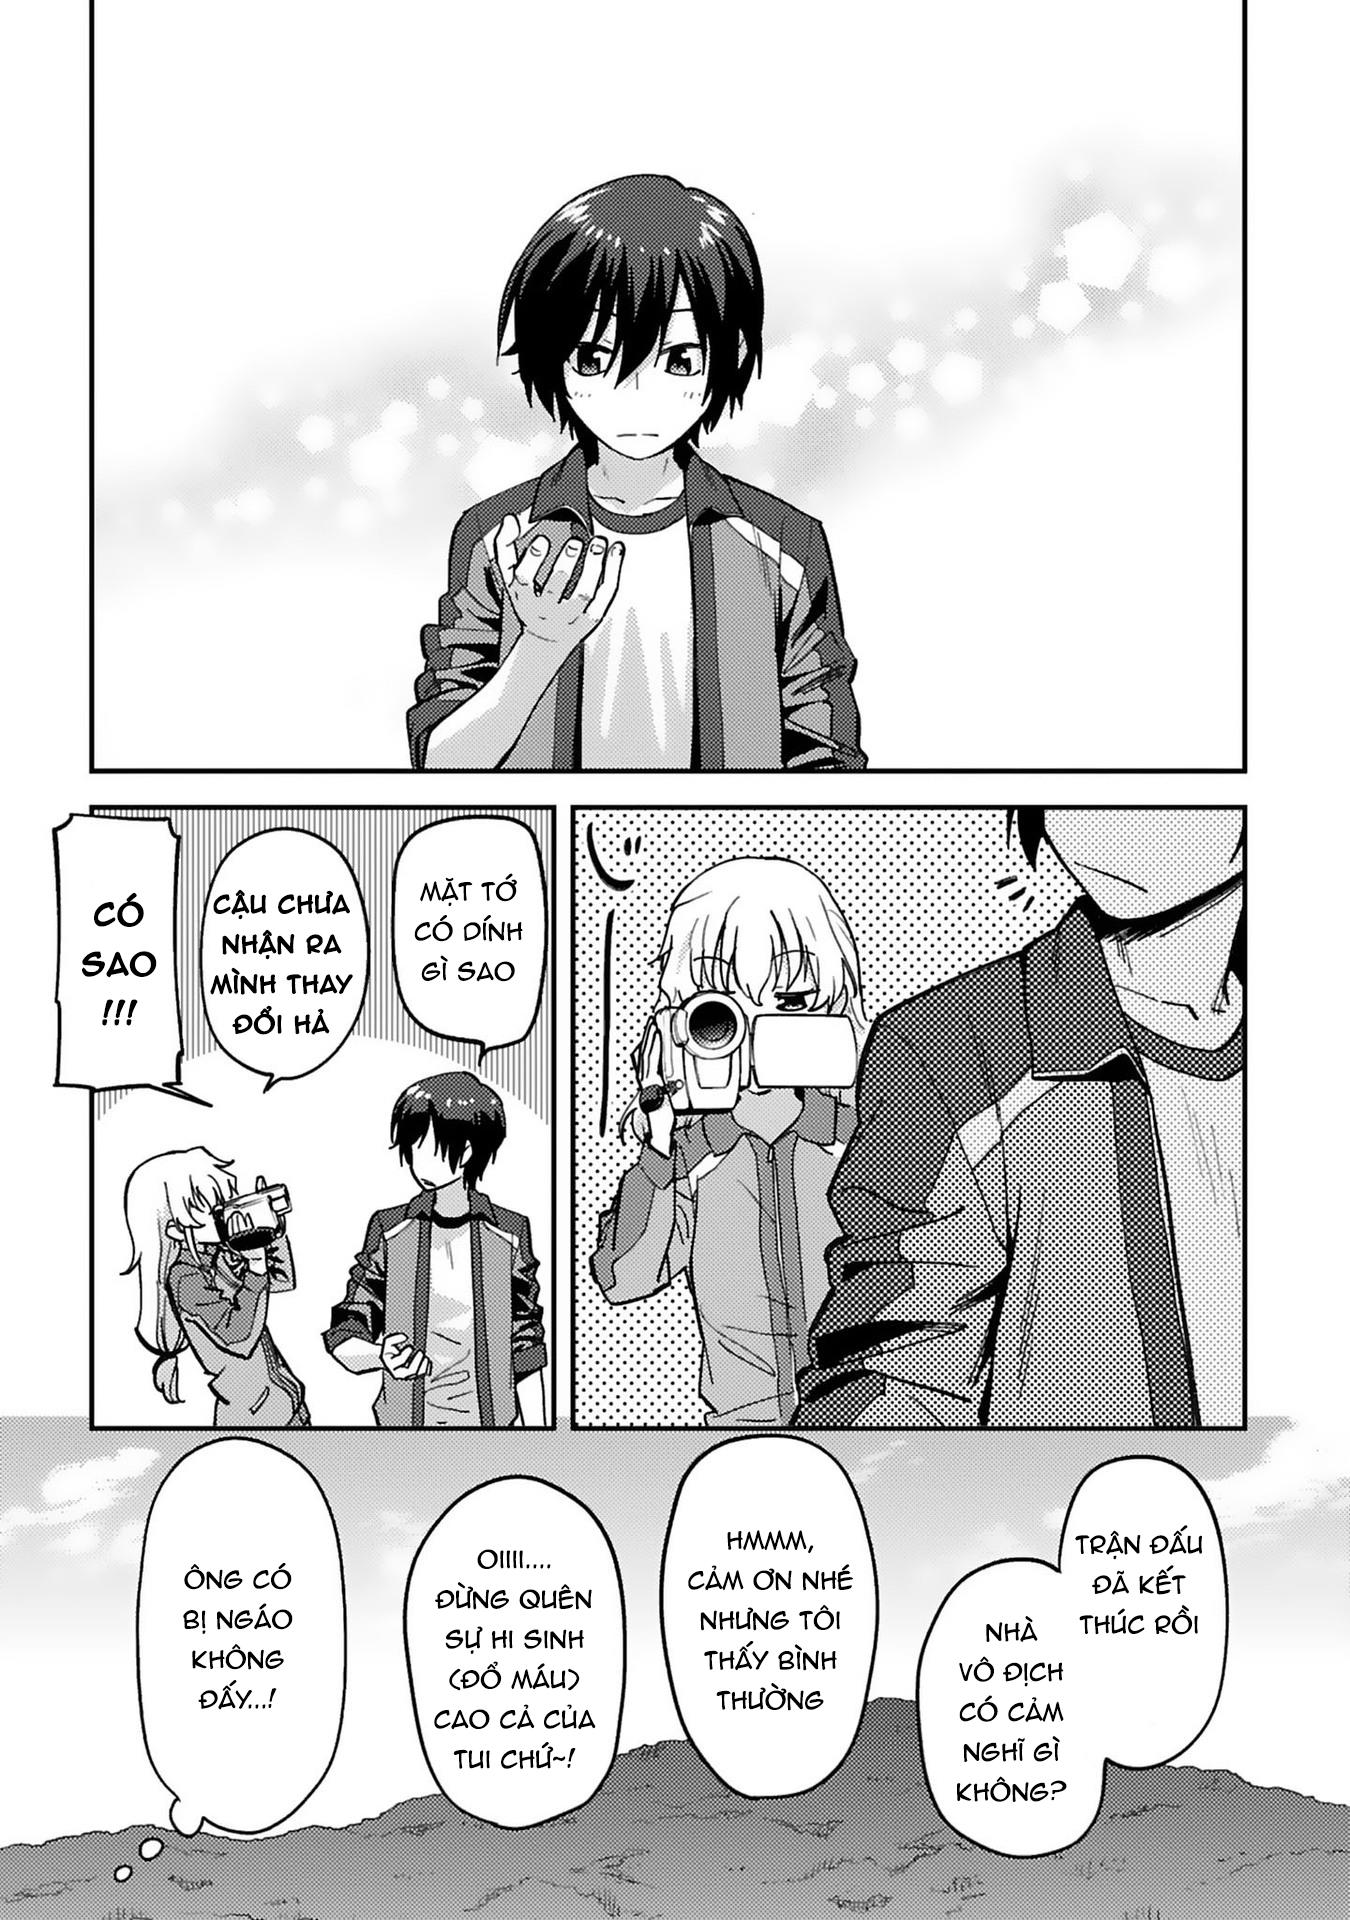 MẶT TỚ
CÓ DÍNH
GÌ SAO
CẬU CHƯA
NHẬN RA
MÌNH THAY
ĐỔI HẢ
CÓ
SAO
!!!
TRẬN ĐẤU
ĐÃ KẾT
THÚC RỒI
NHÀ
VÔ ĐỊCH
CÓ CẢM
NGHĨ GÌ
KHÔNG?
HMMM,
CẢM ƠN NHÉ
NHƯNG TÔI
THẤY BÌNH
THƯỜNG
OIIII....
ĐỪNG QUÊN
SỰ HI SINH
(ĐỔ MÁU)
CAO CẢ CỦA
TUI CHỨ~!
ÔNG CÓ
BỊ NGÁO
KHÔNG
ĐẤY...!